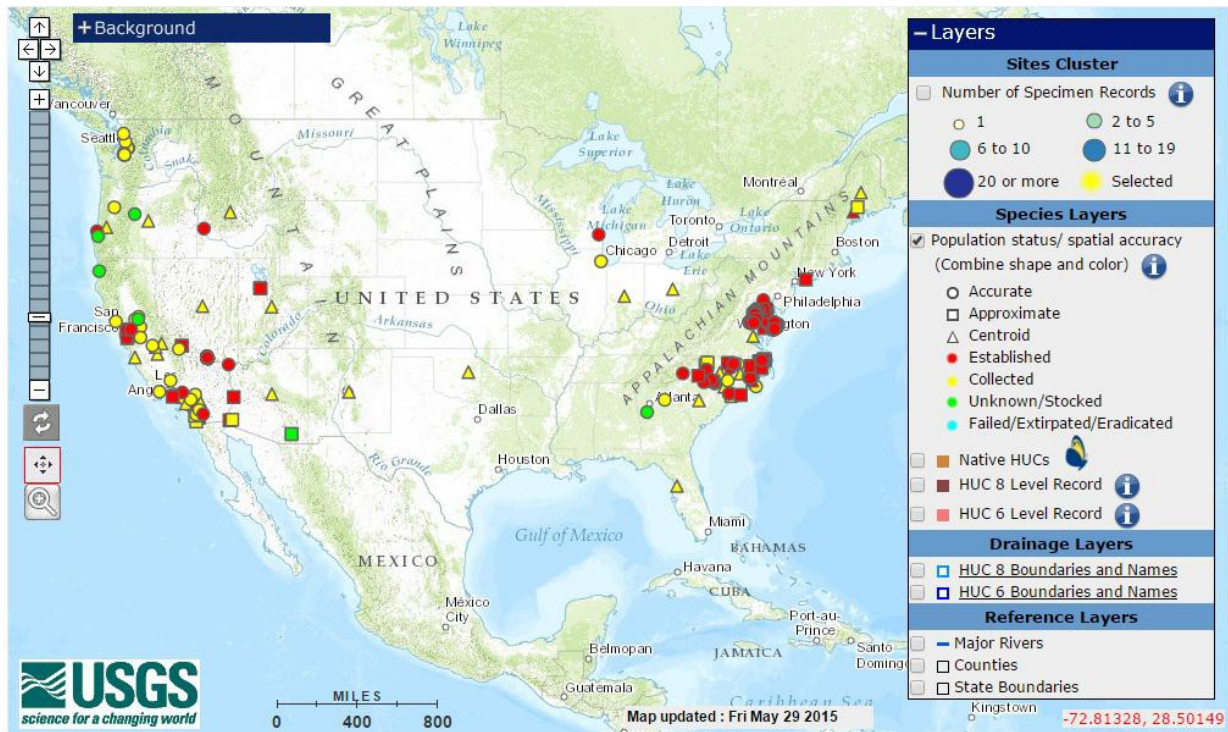 +Background
Lake
Winnipeg
Vancouver
Seattle
Columbia
Snake
Missouri
MOUNTAIN
GREAT PLAINS
Lake
Superior
Montréal
Mississippi
Lake
Michigan
Lake
Huron
Toronto
Lake
Ontario
Chicago
Detroit
Lake
Erie
Boston
New York
Philadelphia
Washington
APPALACHIAN MOUNTAINS
San
Francisco
UNITED STATES
Ohio
Colorado
Arkansas
Los
Ang
Atlanta
Dallas
Rio Grande
Houston
Miami
Gulf of Mexico
BAHAMAS
MEXICO
Havana
CUBA
México
City
Port-au-
Prince
Santo
Domingo
JAMAICA
Belmopan
Guatemala
Caribbean Sea
Kingstown
– Layers
Sites Cluster
Number of Specimen Records i
1 2 to 5
6 to 10 11 to 19
20 or more Selected
Species Layers
Population status/ spatial accuracy
(Combine shape and color) i
Accurate
Approximate
Centroid
Established
Collected
Unknown/Stocked
Failed/Extirpated/Eradicated
Native HUCs
HUC 8 Level Record i
HUC 6 Level Record i
Drainage Layers
HUC 8 Boundaries and Names
HUC 6 Boundaries and Names
Reference Layers
Major Rivers
Counties
State Boundaries
USGS
science for a changing world
MILES
0 400 800
Map updated : Fri May 29 2015
-72.81328, 28.50149